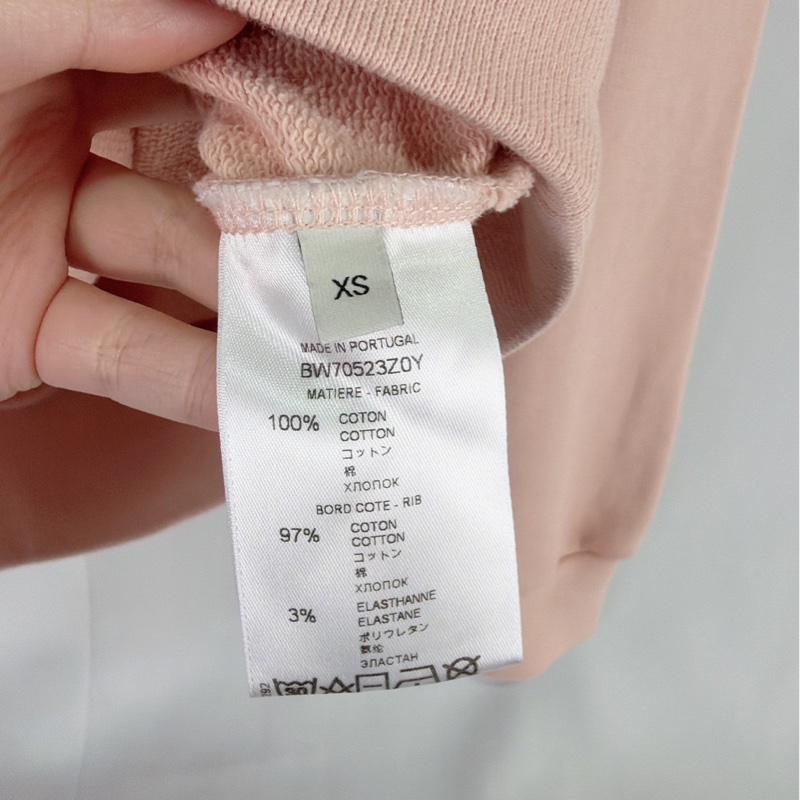 XS
MADE IN PORTUGAL
BW70523Z0Y
MATIERE - FABRIC
100% COTON
COTTON
コットン
棉
ХЛОПОК
BORD COTE - RIB
97% COTON
COTTON
コットン
棉
ХЛОПОК
3% ELASTHANNE
ELASTANE
ポリウレタン
ЭЛАСТАН